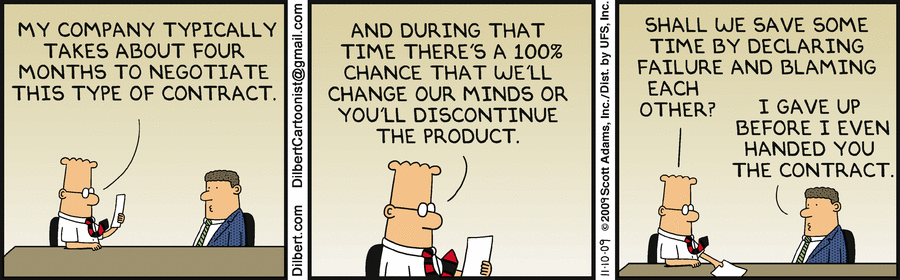 MY COMPANY TYPICALLY
TAKES ABOUT FOUR
MONTHS TO NEGOTIATE
THIS TYPE OF CONTRACT.
Dilbert.com DilbertCartoonist@gmail.com
AND DURING THAT
TIME THERE'S A 100%
CHANCE THAT WE'LL
CHANGE OUR MINDS OR
YOU'LL DISCONTINUE
THE PRODUCT.
11-10-09 ©2009 Scott Adams, Inc./Dist. by UFS, Inc.
SHALL WE SAVE SOME
TIME BY DECLARING
FAILURE AND BLAMING
EACH
OTHER?
I GAVE UP
BEFORE I EVEN
HANDED YOU
THE CONTRACT.